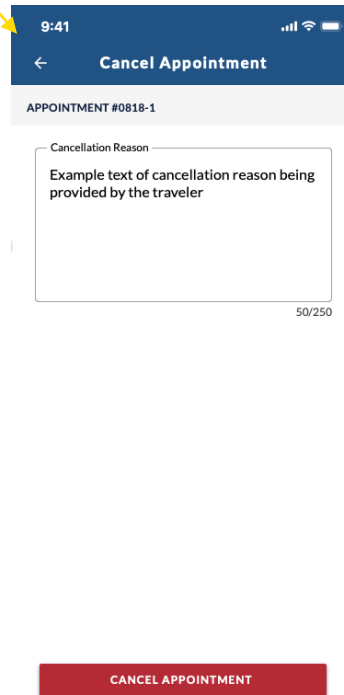 9:41
Cancel Appointment
APPOINTMENT #0818-1
Cancellation Reason
Example text of cancellation reason being
provided by the traveler
50/250
CANCEL APPOINTMENT